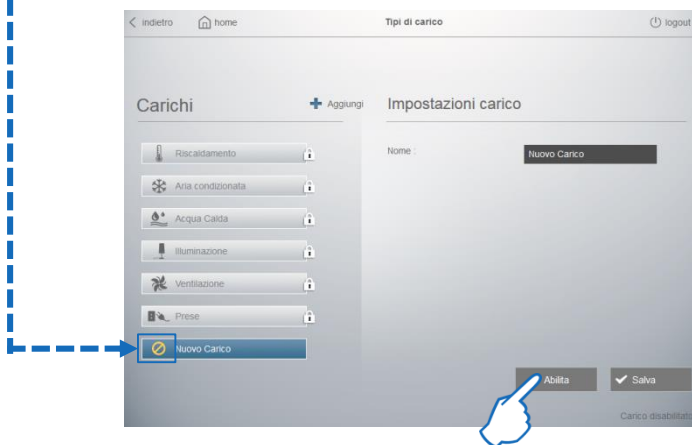 indietro home Tipi di carico logout
Carichi Aggiungi Impostazioni carico
Riscaldamento Nome : Nuovo Carico
Aria condizionata
Acqua Calda
Illuminazione
Ventilazione
Prese
Nuovo Carico
Abilita Salva
Carico disabilitato